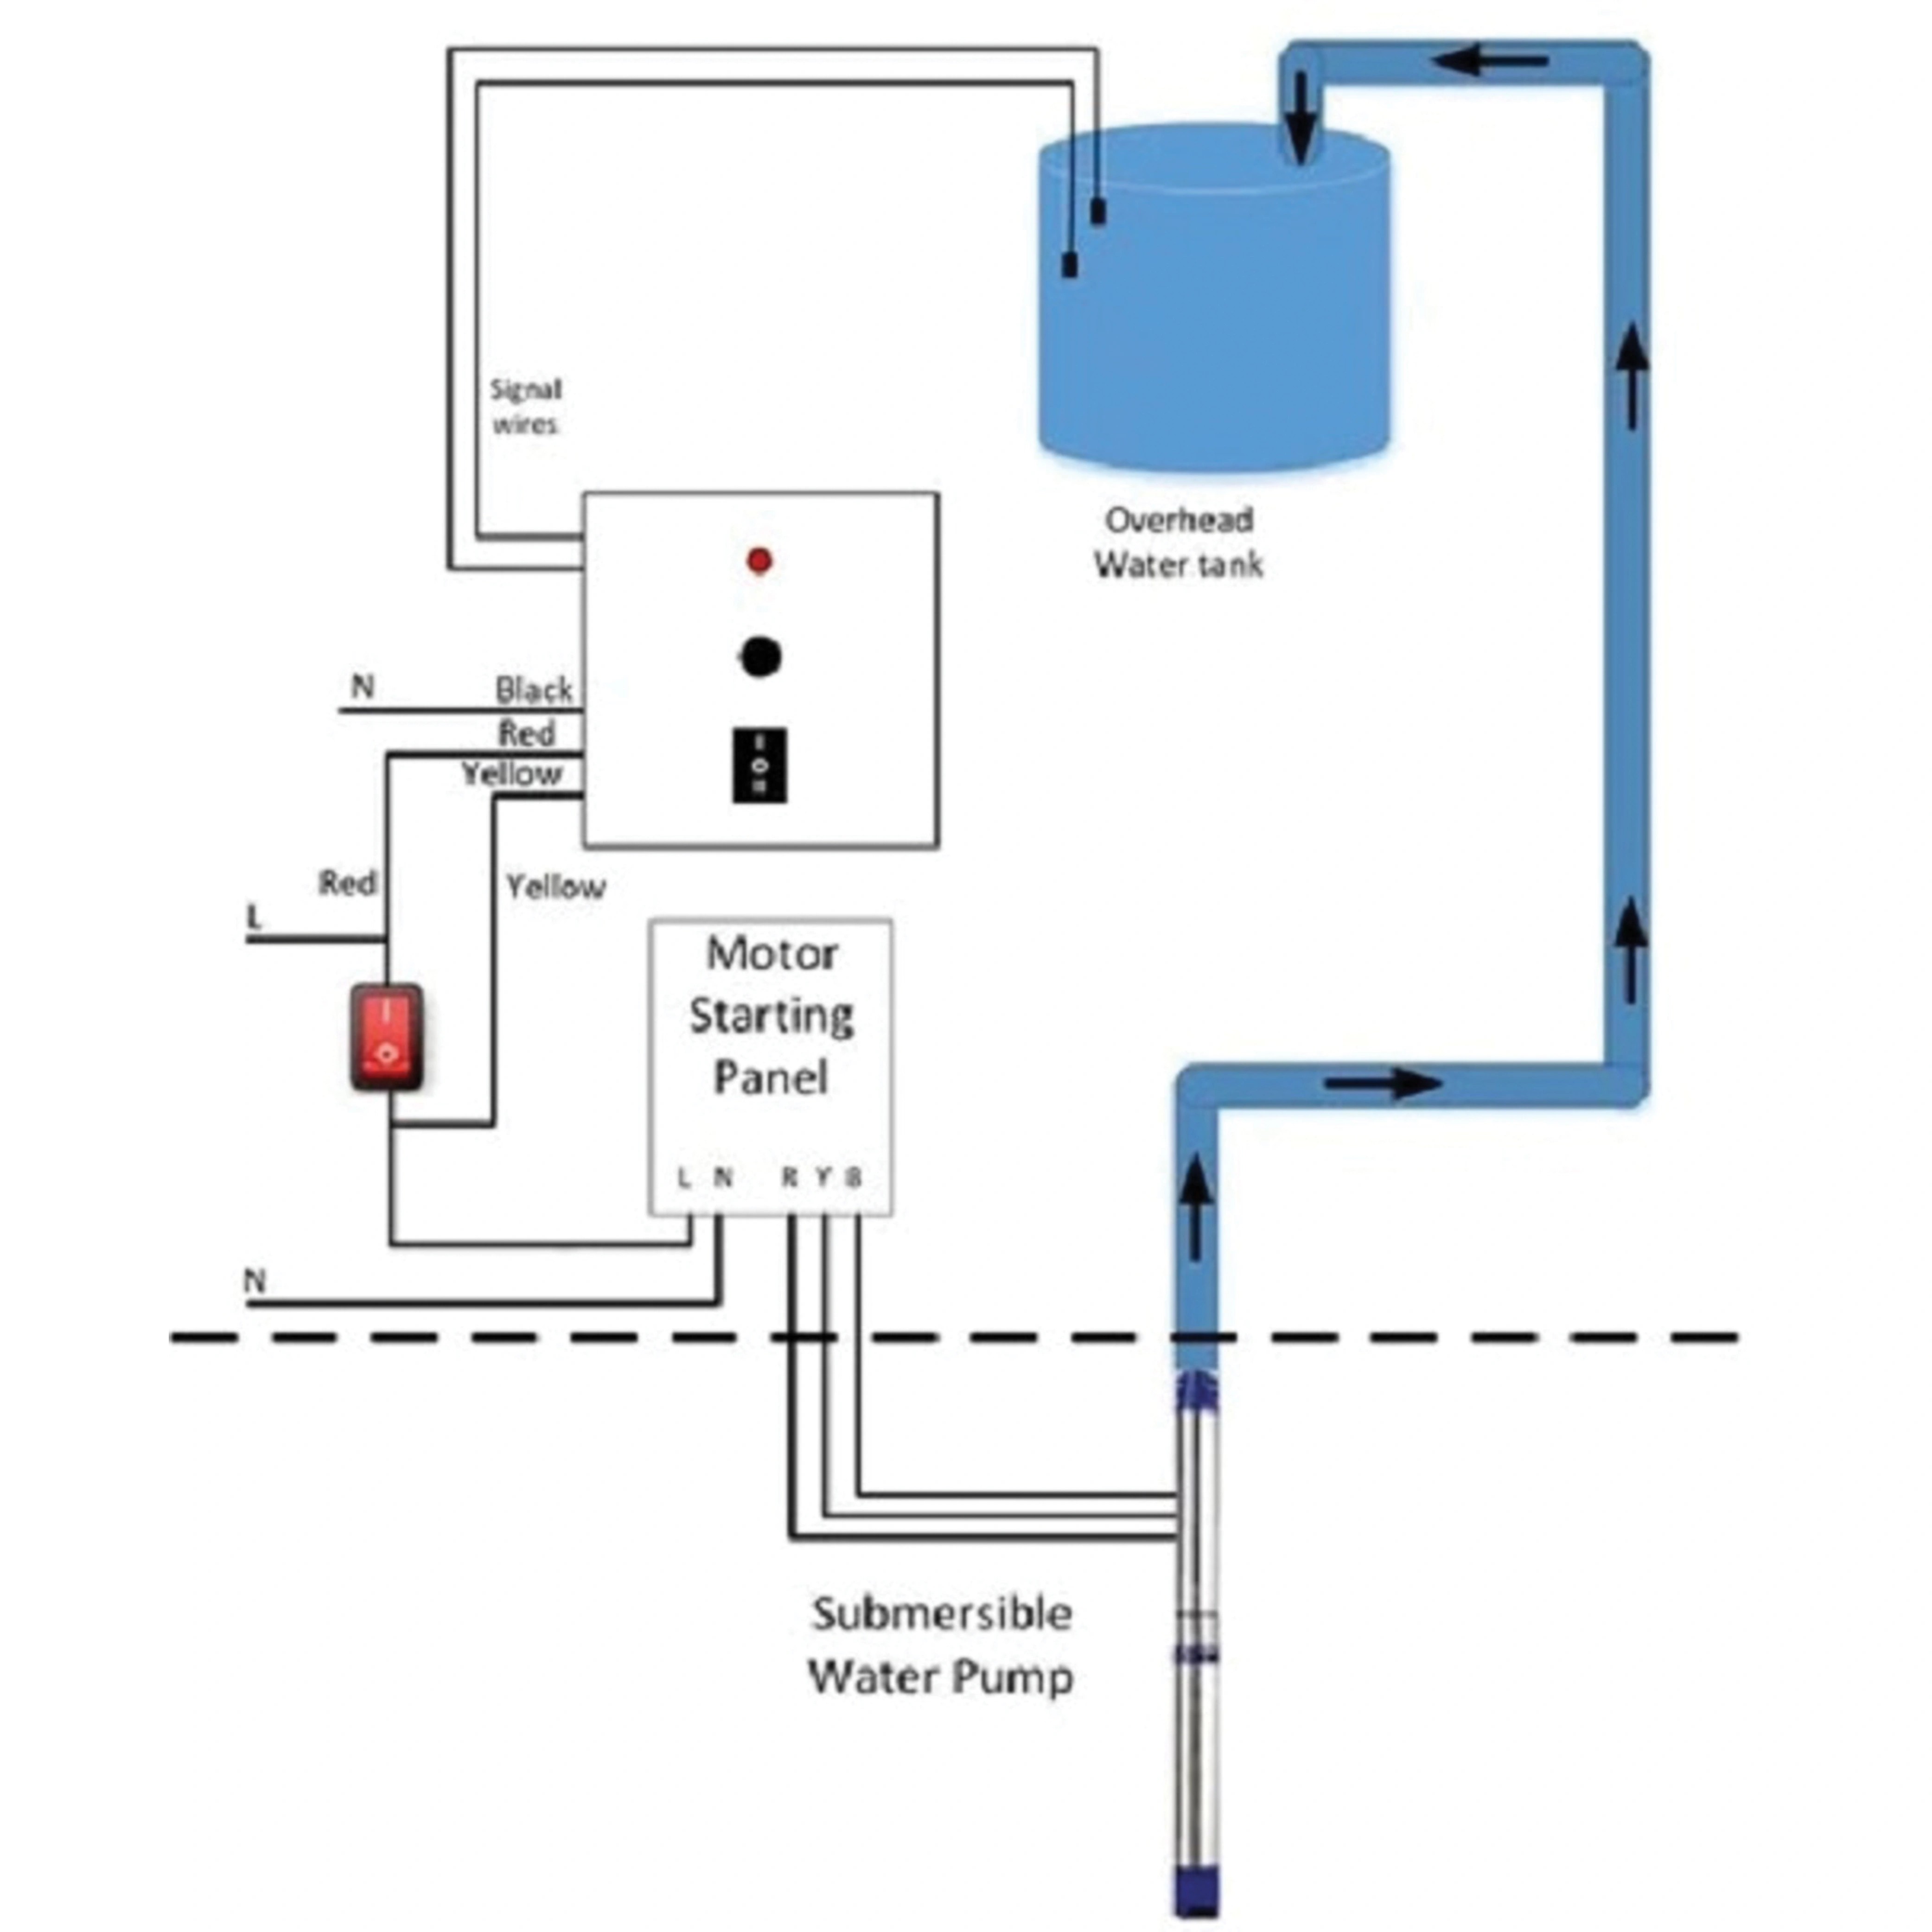 Signal
wires
Overhead
Water tank
N
Black
Red
Yellow
Red
Yellow
L
Motor
Starting
Panel
L N R Y B
N
Submersible
Water Pump